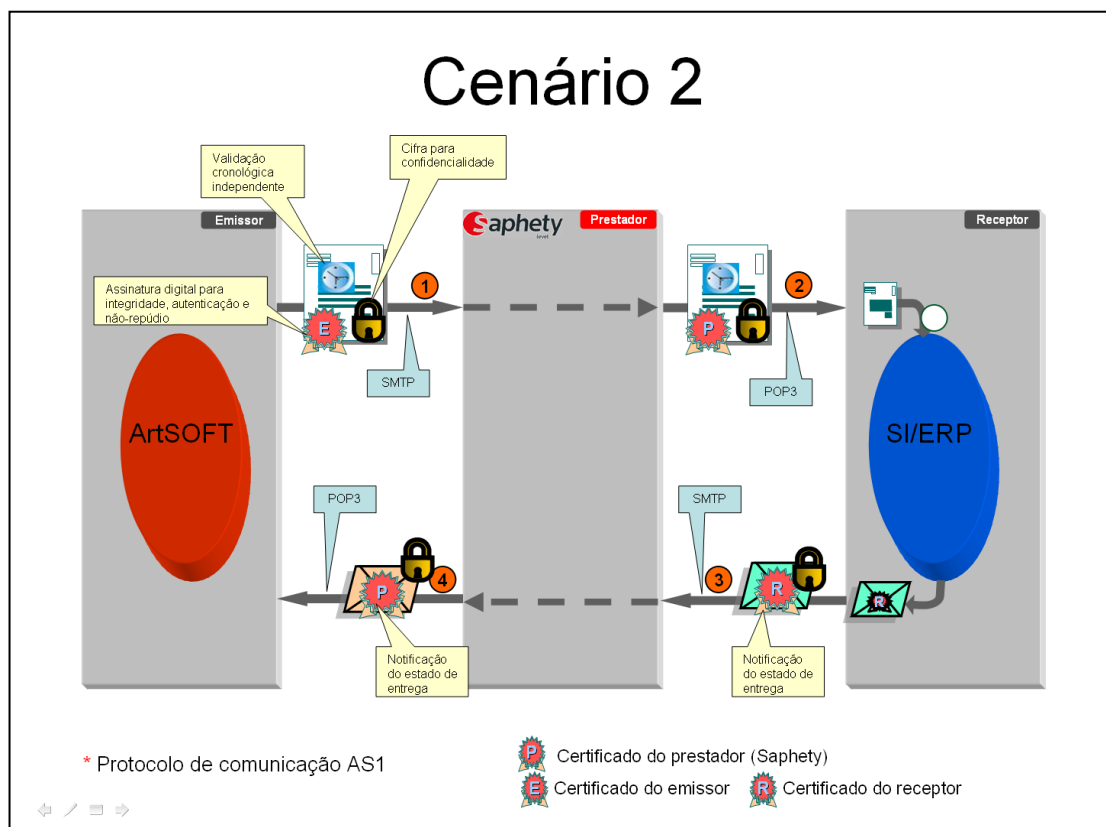 Cenário 2
Validação
cronológica
independente
Cifra para
confidencialidade
Emissor
Saphety
level
Prestador
Receptor
Assinatura digital para
integridade, autenticação e
não-repúdio
E
1
P
2
SMTP
POP3
ArtSOFT
SI/ERP
POP3
SMTP
P
4
3
R
R
Notificação
do estado de
entrega
Notificação
do estado de
entrega
* Protocolo de comunicação AS1
P Certificado do prestador (Saphety)
E Certificado do emissor
R Certificado do receptor